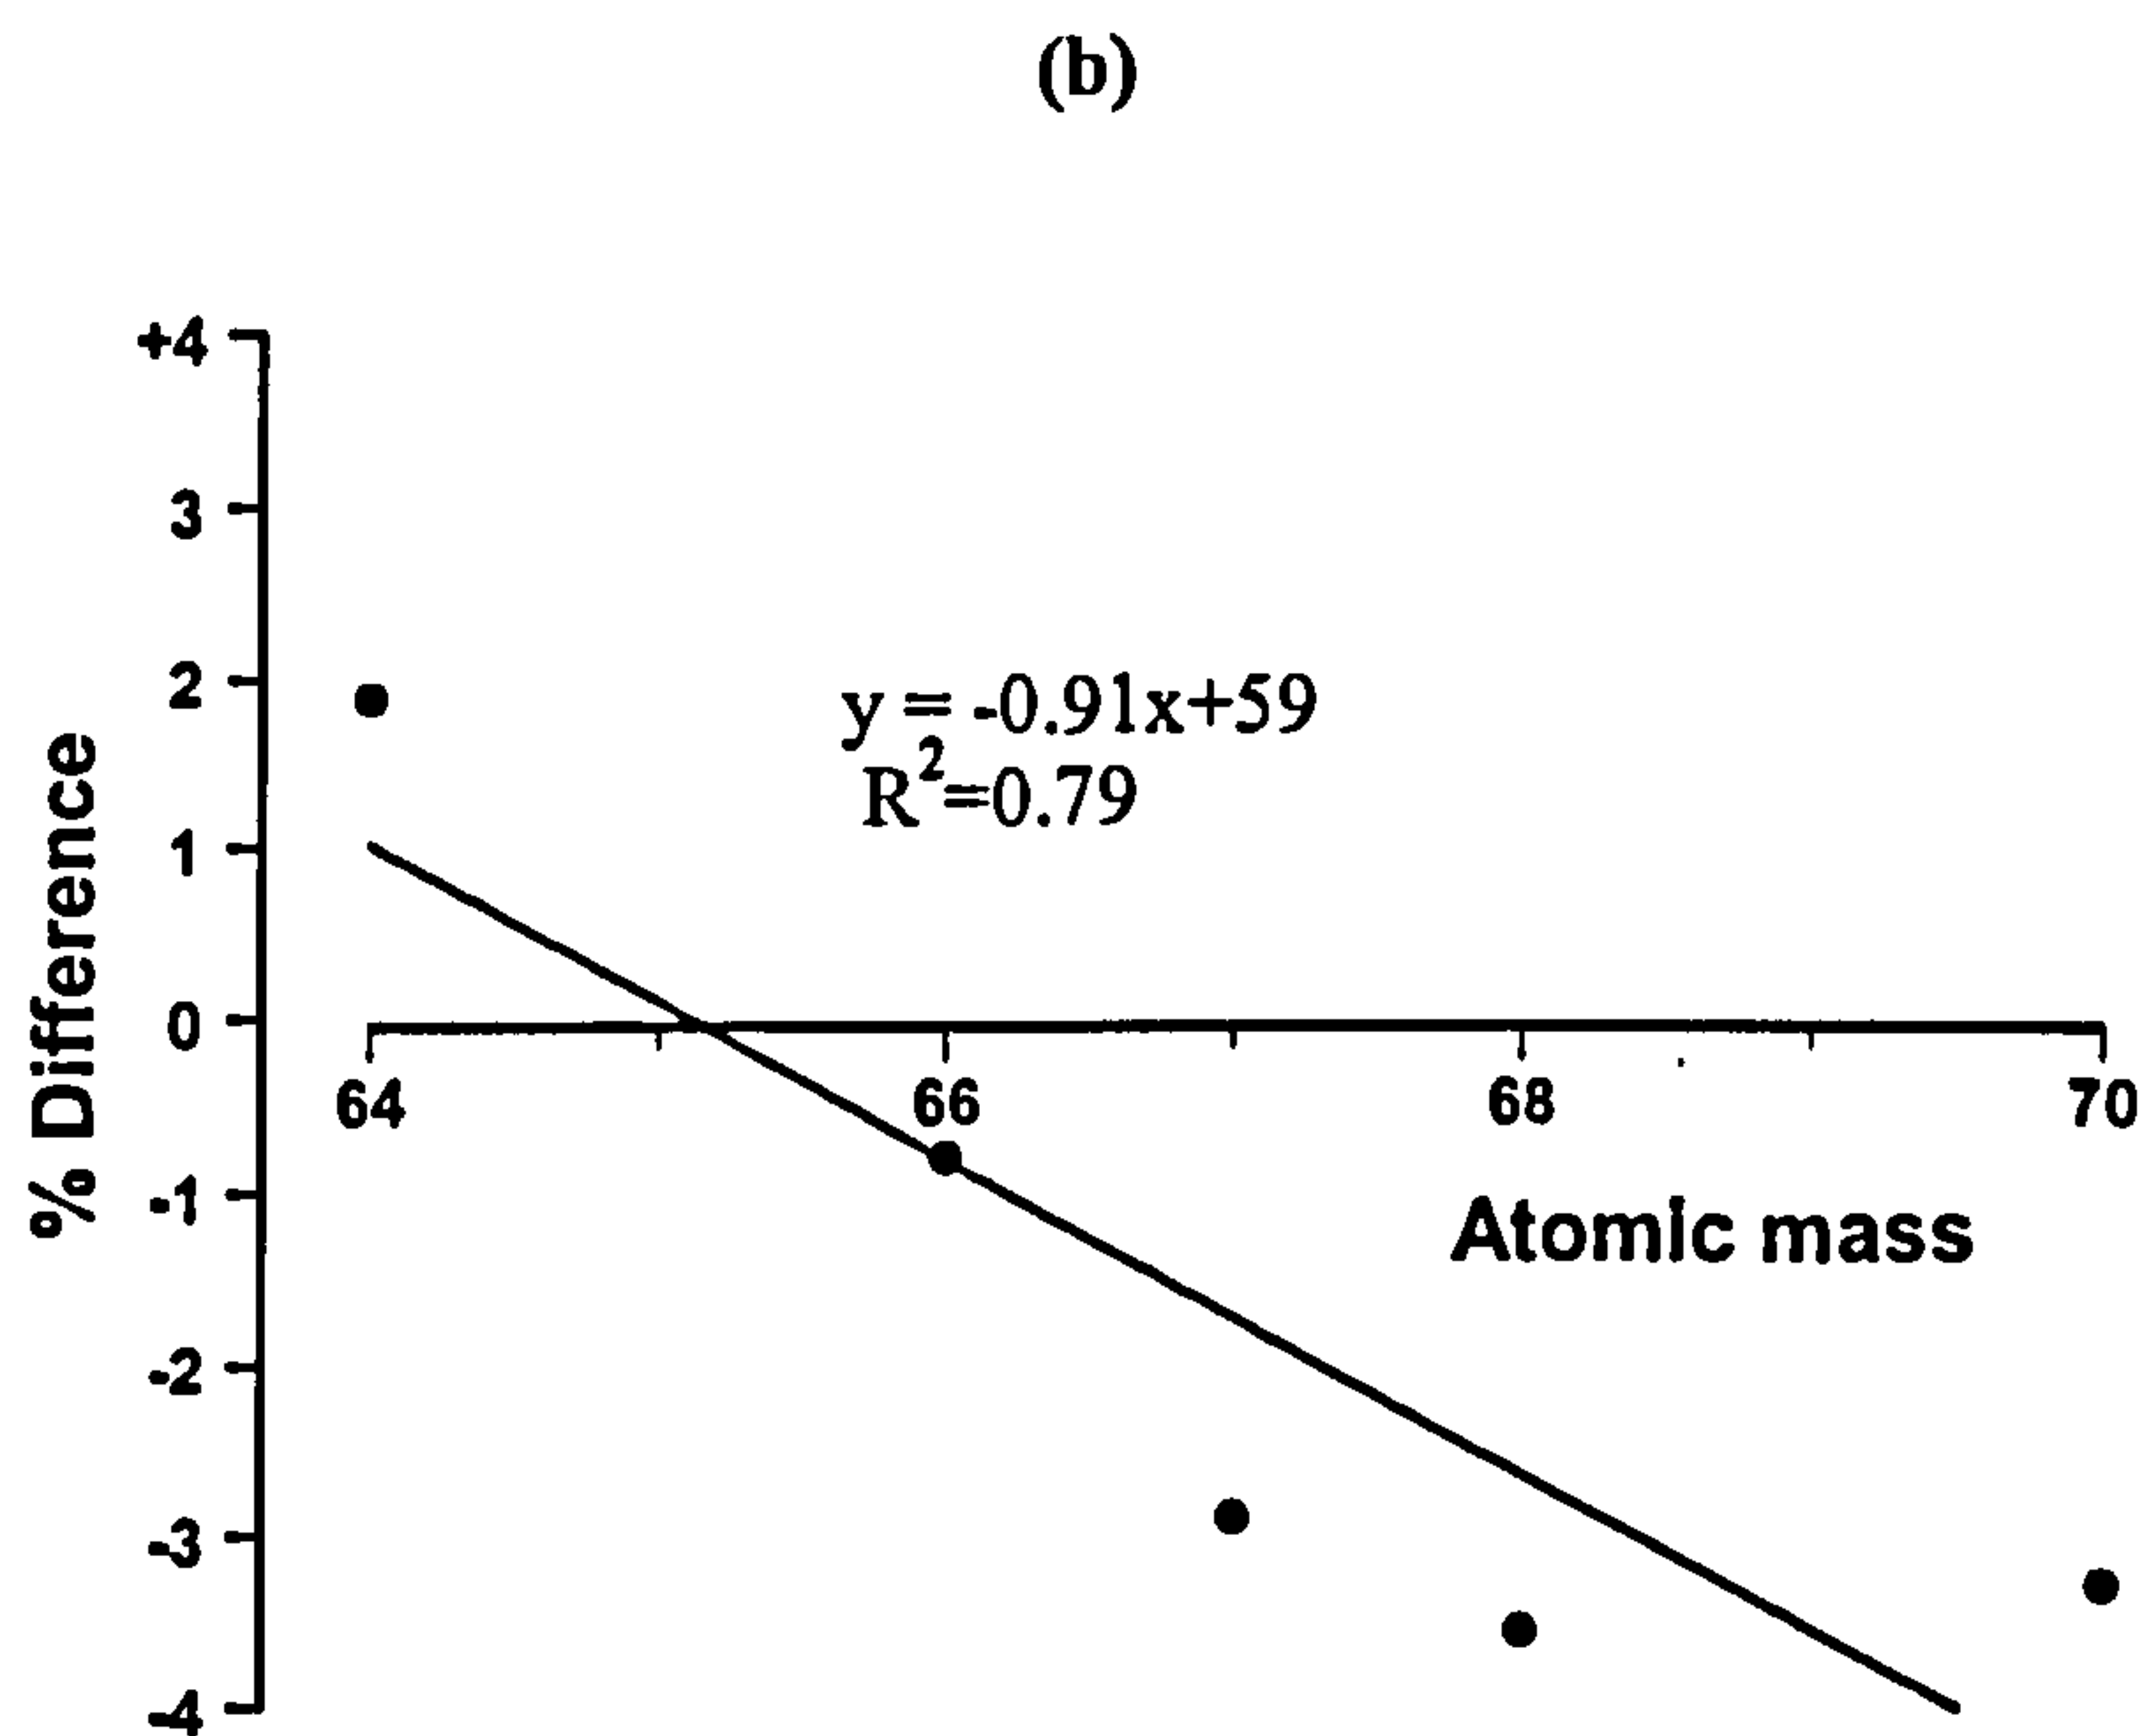 (b)
+4
3
2
1
0
-1
-2
-3
-4
% Difference
y = -0.91x+59
R²=0.79
64 66 68 70
Atomic mass